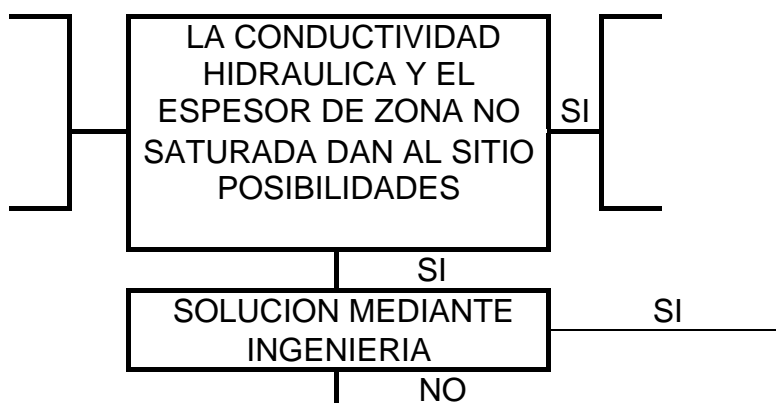 LA CONDUCTIVIDAD
HIDRAULICA Y EL
ESPESOR DE ZONA NO
SATURADA DAN AL SITIO
POSIBILIDADES
SI
SI
SOLUCION MEDIANTE
INGENIERIA
SI
NO